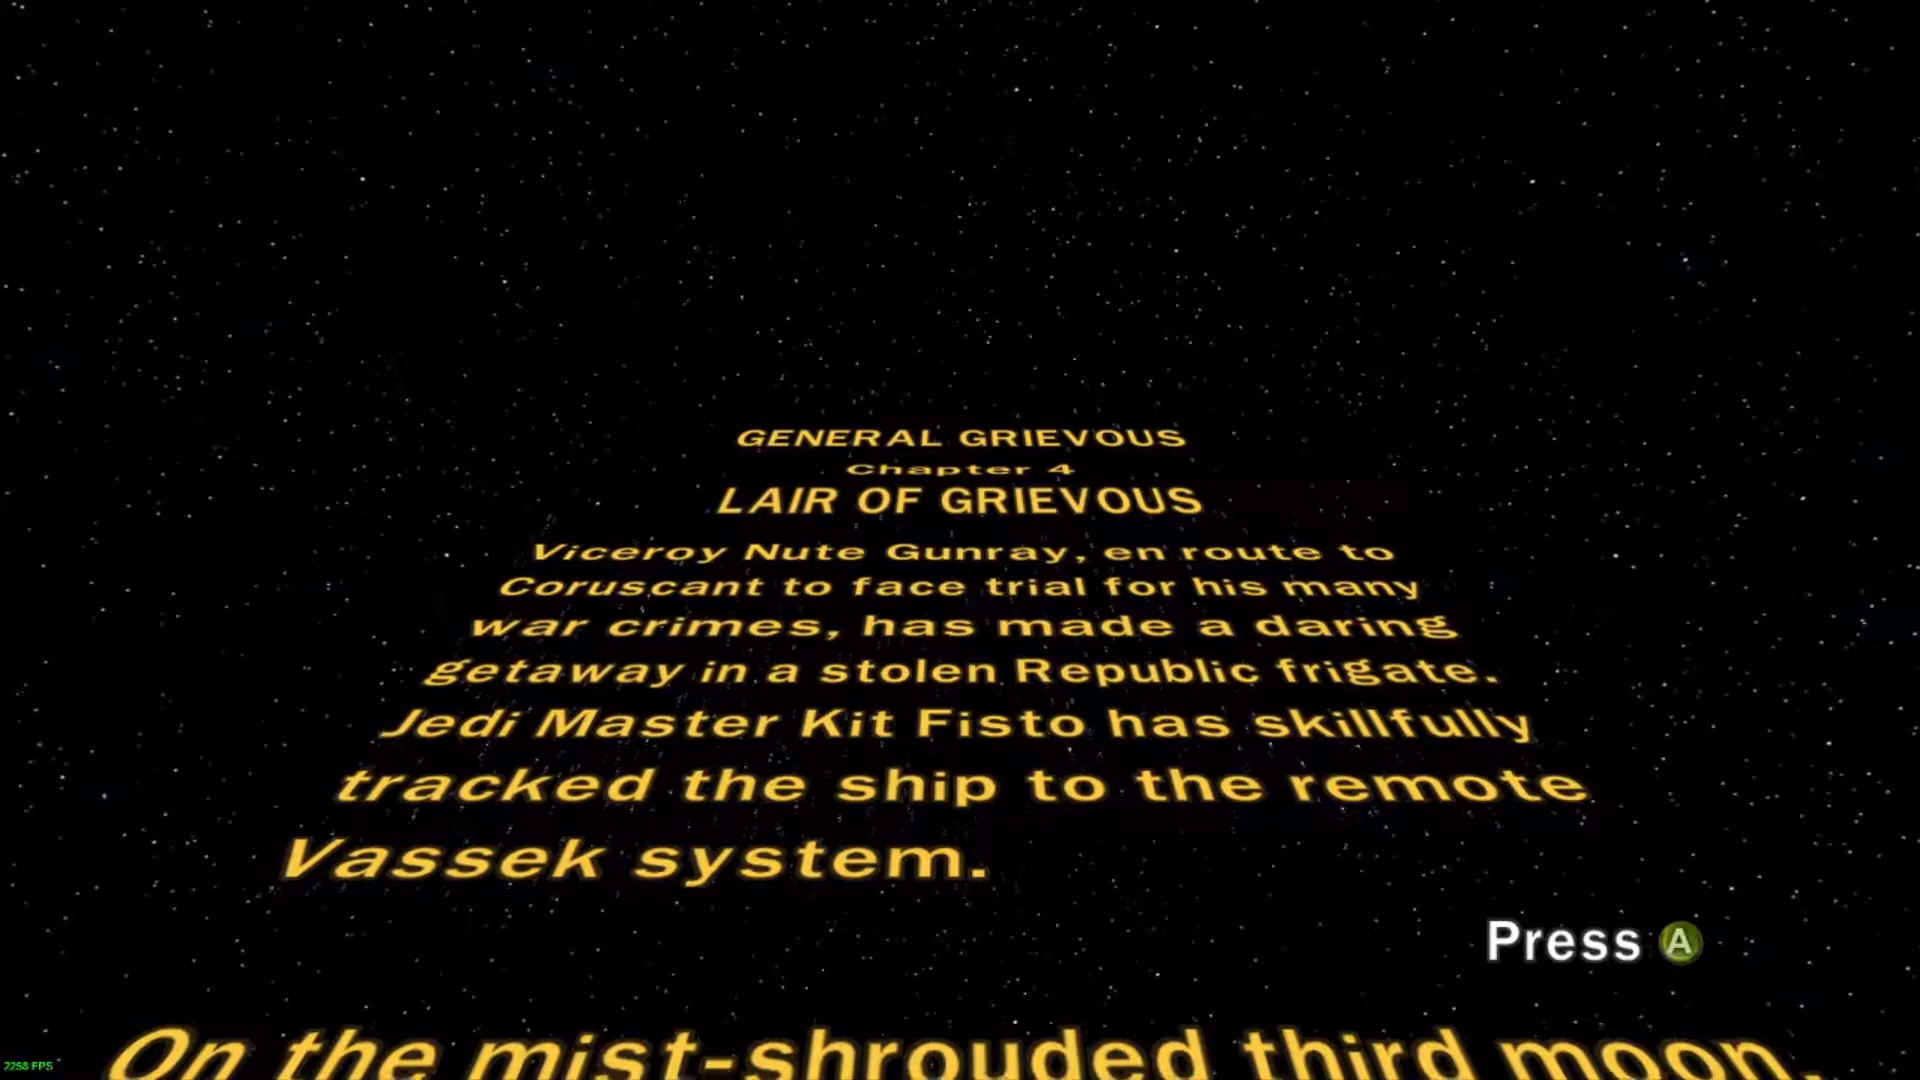 GENERAL GRIEVOUS
Chapter 4
LAIR OF GRIEVOUS
Viceroy Nute Gunray, en route to
Coruscant to face trial for his many
war crimes, has made a daring
getaway in a stolen Republic frigate.
Jedi Master Kit Fisto has skillfully
tracked the ship to the remote
Vassek system.
Press A
On the mist-shrouded third moon,
2258 FPS